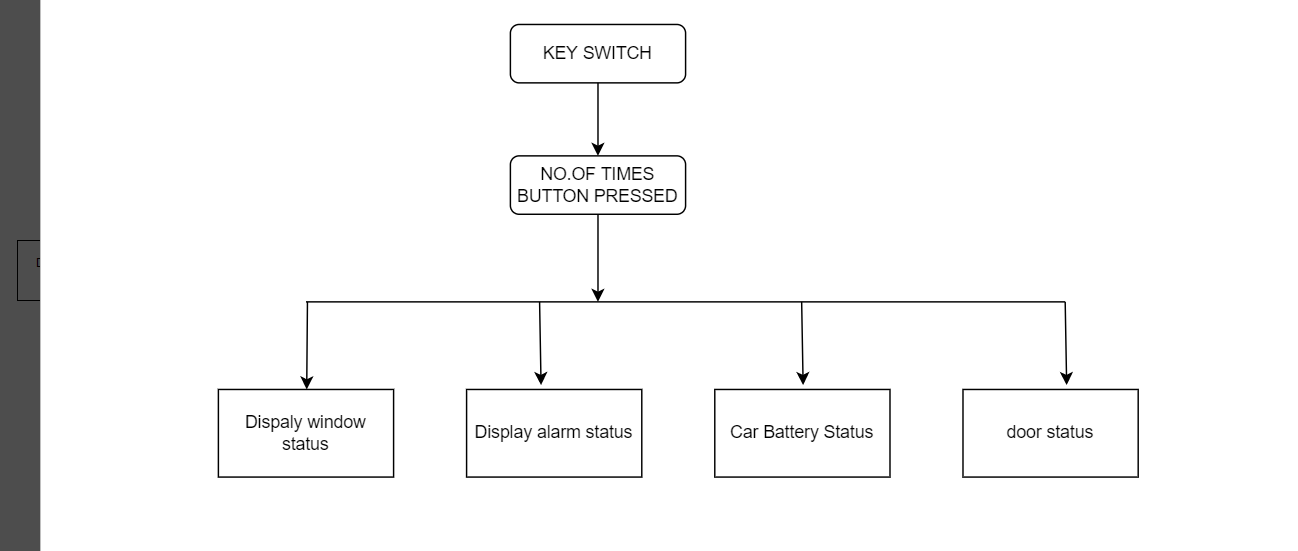 KEY SWITCH
NO.OF TIMES
BUTTON PRESSED
Dispaly window
status
Display alarm status
Car Battery Status
door status